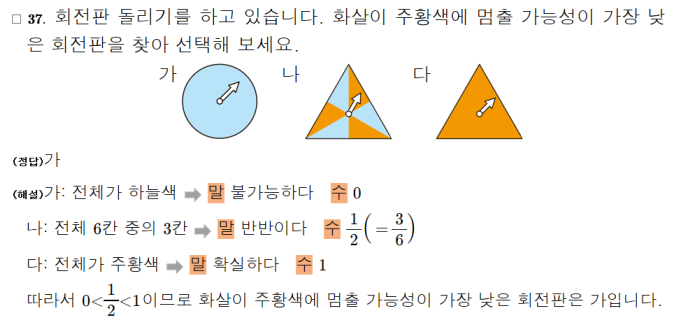 □ 37. 회전판 돌리기를 하고 있습니다. 화살이 주황색에 멈출 가능성이 가장 낮
은 회전판을 찾아 선택해 보세요.
가 나 다
(정답)가
(해설)가: 전체가 하늘색 ➡ 말 불가능하다 수 0
나: 전체 6칸 중의 3칸 ➡ 말 반반이다 수 1/2(=3/6)
다: 전체가 주황색 ➡ 말 확실하다 수 1
따라서 0<1/2<1이므로 화살이 주황색에 멈출 가능성이 가장 낮은 회전판은 가입니다.